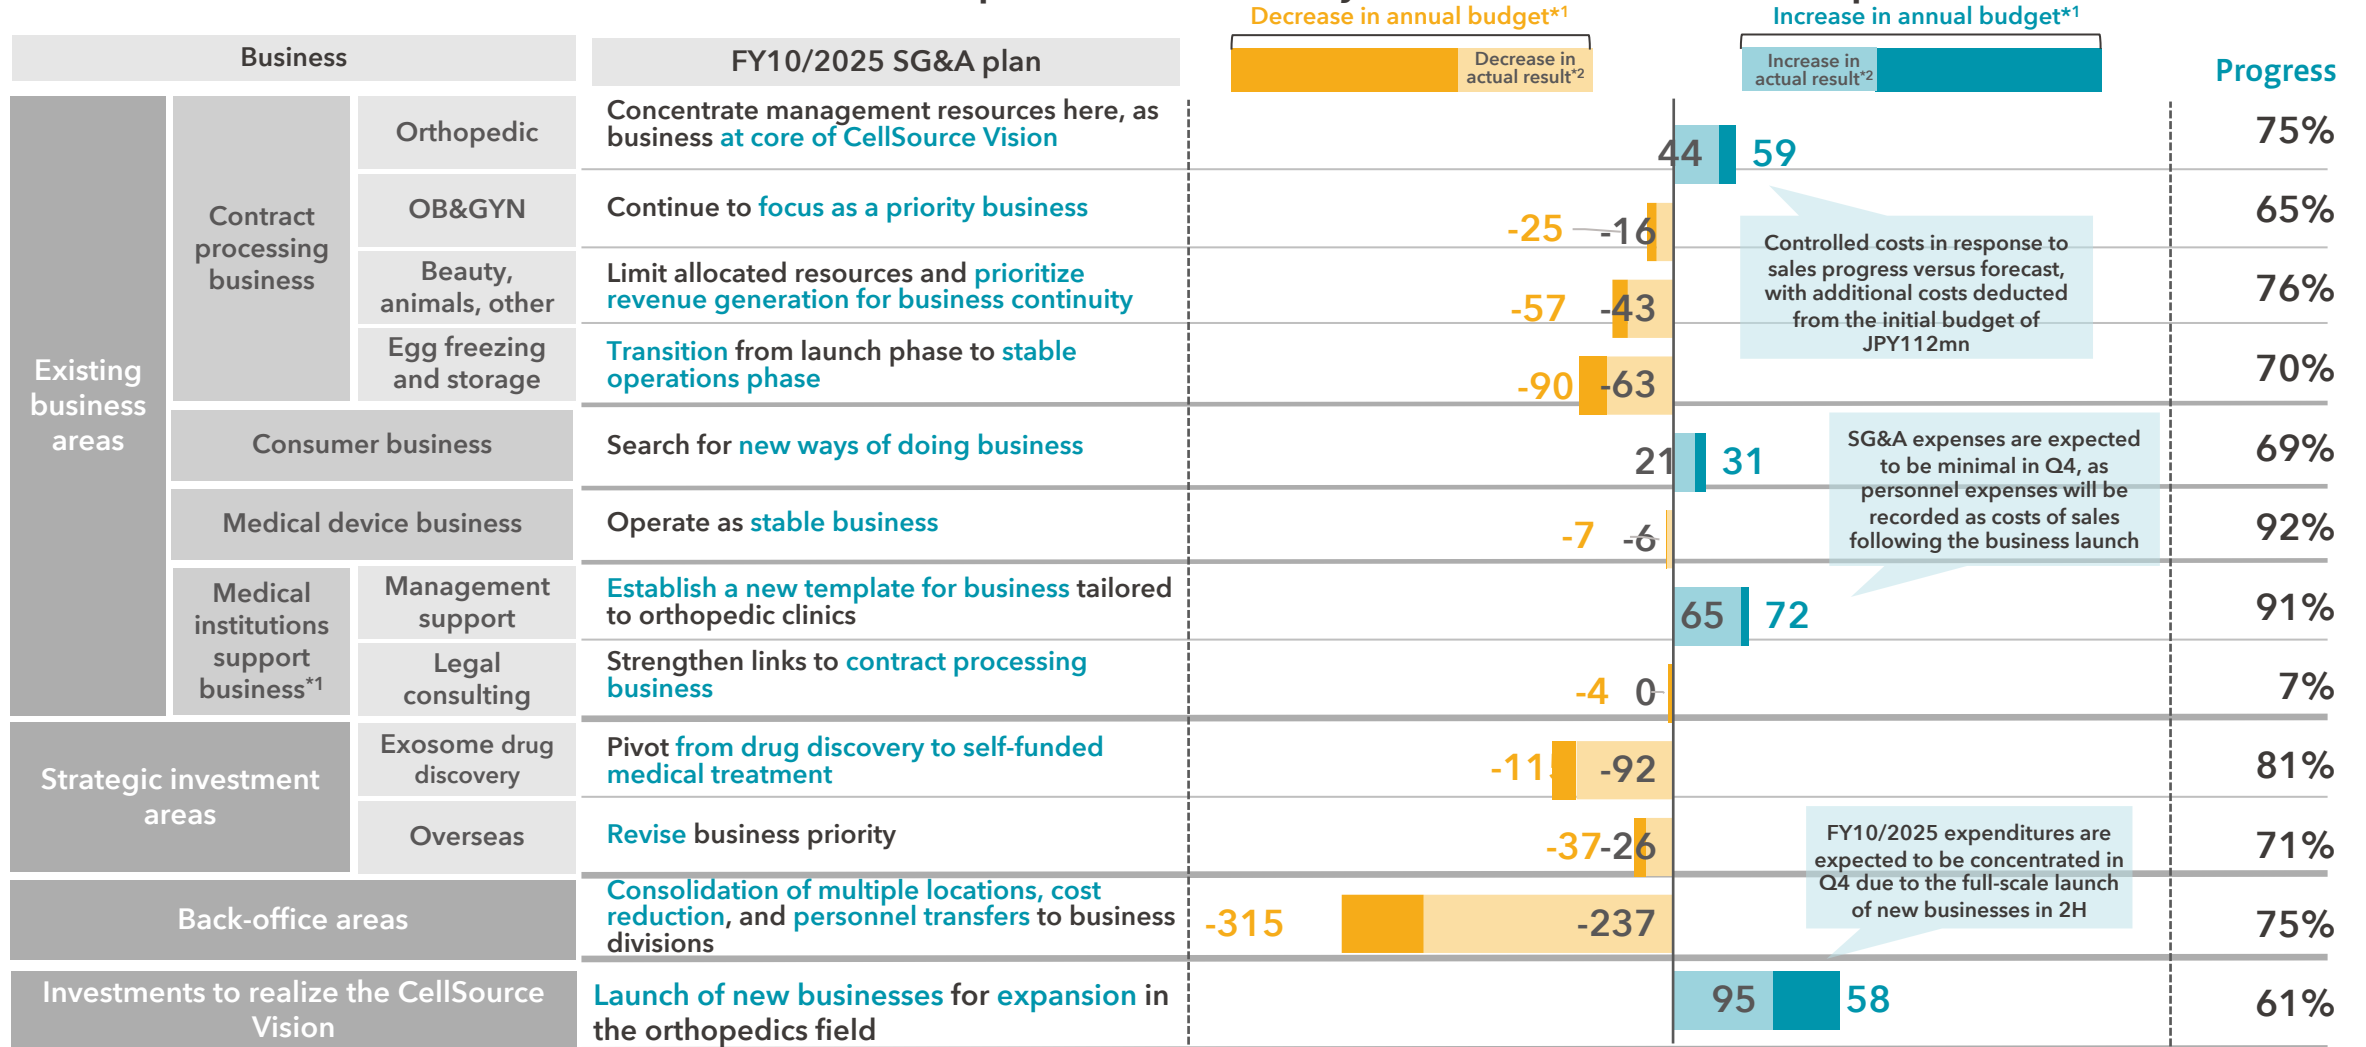 Decrease in annual budget*1
Increase in annual budget*1
Business
FY10/2025 SG&A plan
Decrease in
actual result*2
Increase in
actual result*2
Progress
Existing
business
areas
Contract
processing
business
Orthopedic
Concentrate management resources here, as
business at core of CellSource Vision
44
59
75%
OB&GYN
Continue to focus as a priority business
-25
-16
65%
Controlled costs in response to
sales progress versus forecast,
with additional costs deducted
from the initial budget of
JPY112mn
Beauty,
animals, other
Limit allocated resources and prioritize
revenue generation for business continuity
-57
-43
76%
Egg freezing
and storage
Transition from launch phase to stable
operations phase
-90
-63
70%
Consumer business
Search for new ways of doing business
21
31
69%
SG&A expenses are expected
to be minimal in Q4, as
personnel expenses will be
recorded as costs of sales
following the business launch
Medical device business
Operate as stable business
-7
-6
92%
Medical
institutions
support
business*1
Management
support
Establish a new template for business tailored
to orthopedic clinics
65
72
91%
Legal
consulting
Strengthen links to contract processing
business
-4
0
7%
Strategic investment
areas
Exosome drug
discovery
Pivot from drug discovery to self-funded
medical treatment
-92
81%
Overseas
Revise business priority
-37
-26
71%
FY10/2025 expenditures are
expected to be concentrated in
Q4 due to the full-scale launch
of new businesses in 2H
Back-office areas
Consolidation of multiple locations, cost
reduction, and personnel transfers to business
divisions
-315
-237
75%
Investments to realize the CellSource
Vision
Launch of new businesses for expansion in
the orthopedics field
95
58
61%